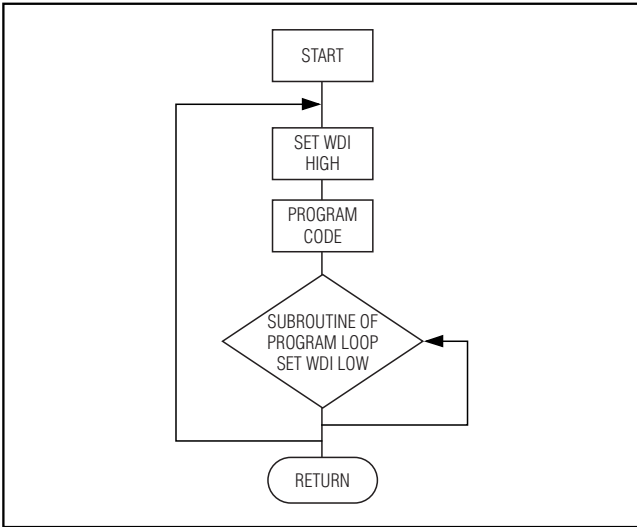 START
SET WDI
HIGH
PROGRAM
CODE
SUBROUTINE OF
PROGRAM LOOP
SET WDI LOW
RETURN